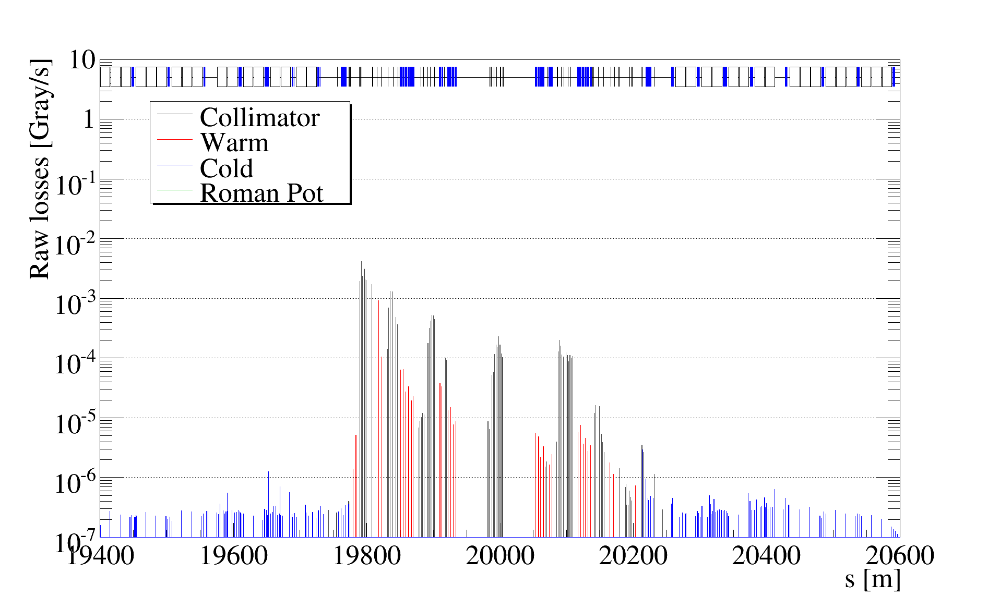 Raw losses [Gray/s]
10
1
10^-1
10^-2
10^-3
10^-4
10^-5
10^-6
10^-7
Collimator
Warm
Cold
Roman Pot
19400 19600 19800 20000 20200 20400 20600
s [m]